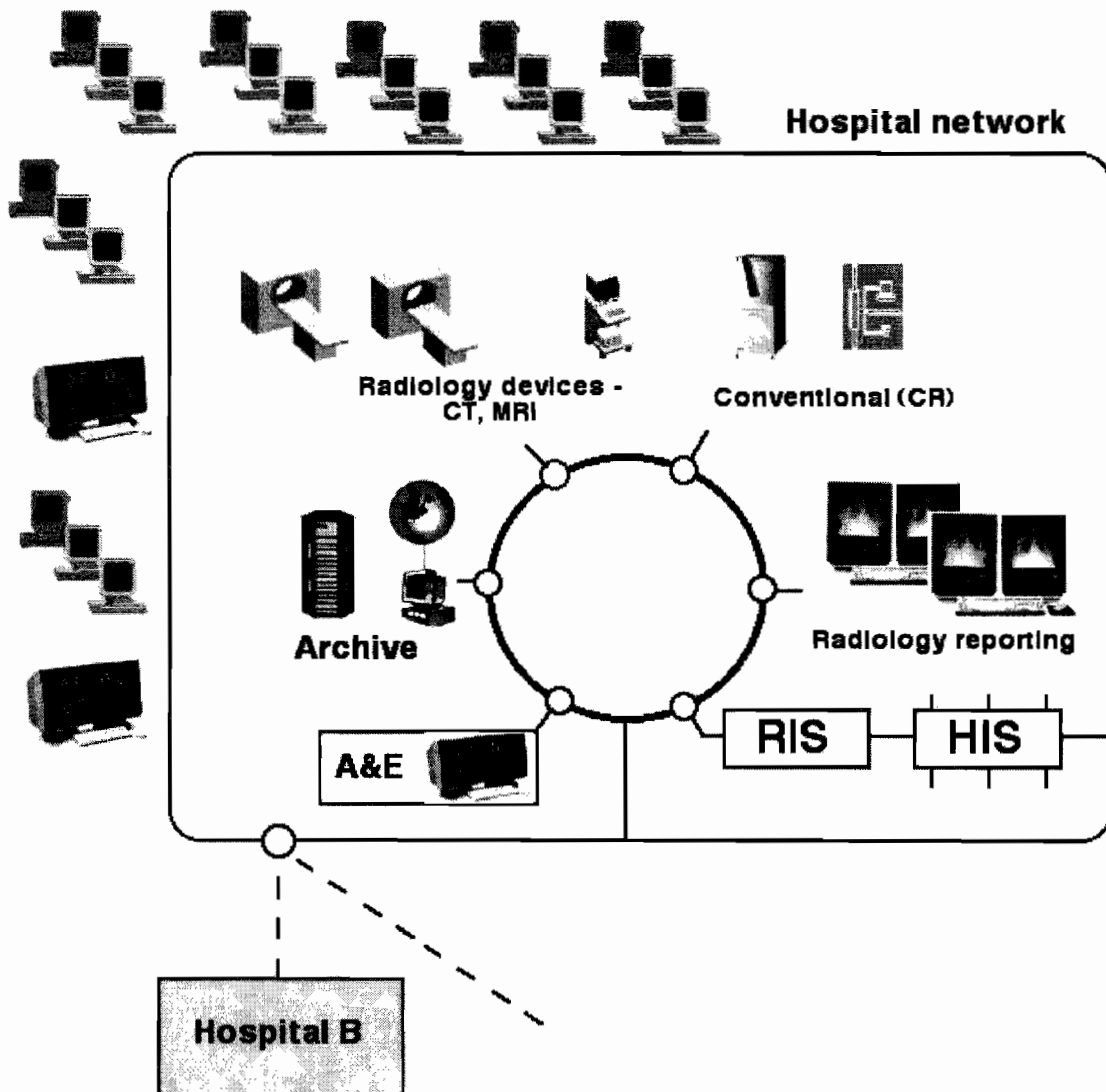 Hospital network
Radiology devices -
CT, MRI
Conventional (CR)
Archive
Radiology reporting
A&E
RIS
HIS
Hospital B